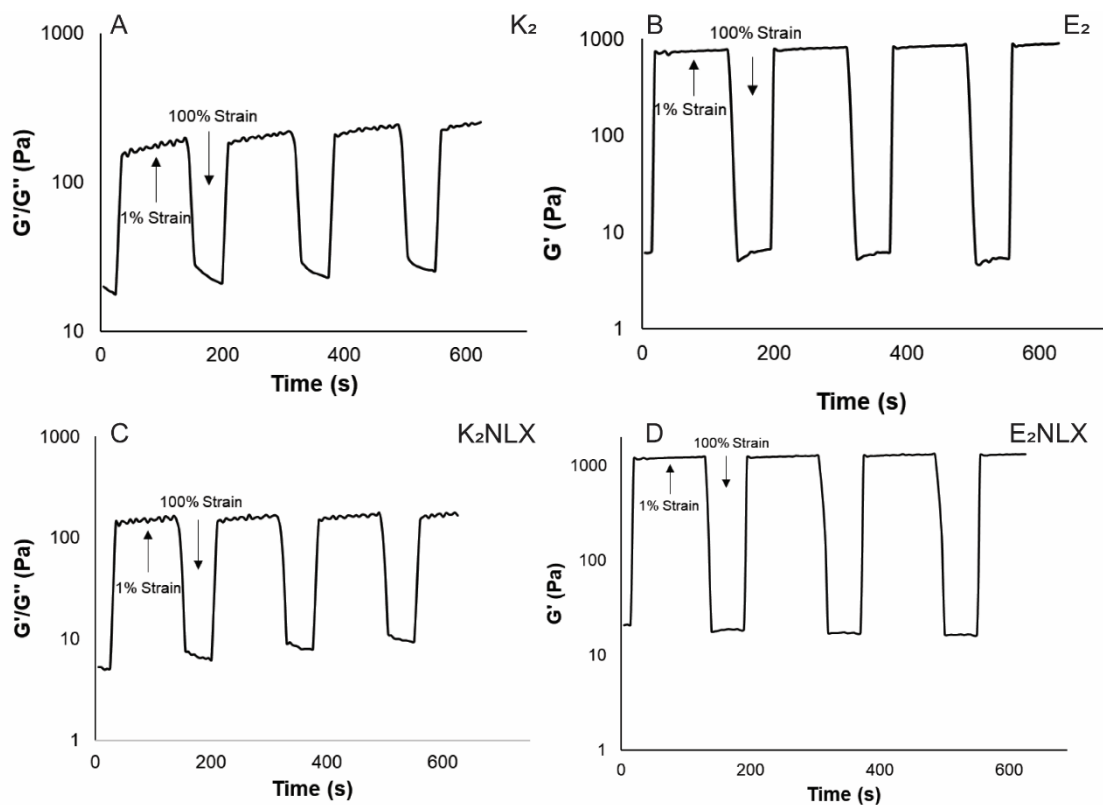 A
K₂
1000
100
10
G'/G'' (Pa)
100% Strain
1% Strain
0
200
400
600
Time (s)
B
E₂
1000
100
10
1
G' (Pa)
100% Strain
1% Strain
0
200
400
600
Time (s)
C
K₂NLX
1000
100
10
1
G'/G'' (Pa)
100% Strain
1% Strain
0
200
400
600
Time (s)
D
E₂NLX
1000
100
10
1
G' (Pa)
100% Strain
1% Strain
0
200
400
600
Time (s)